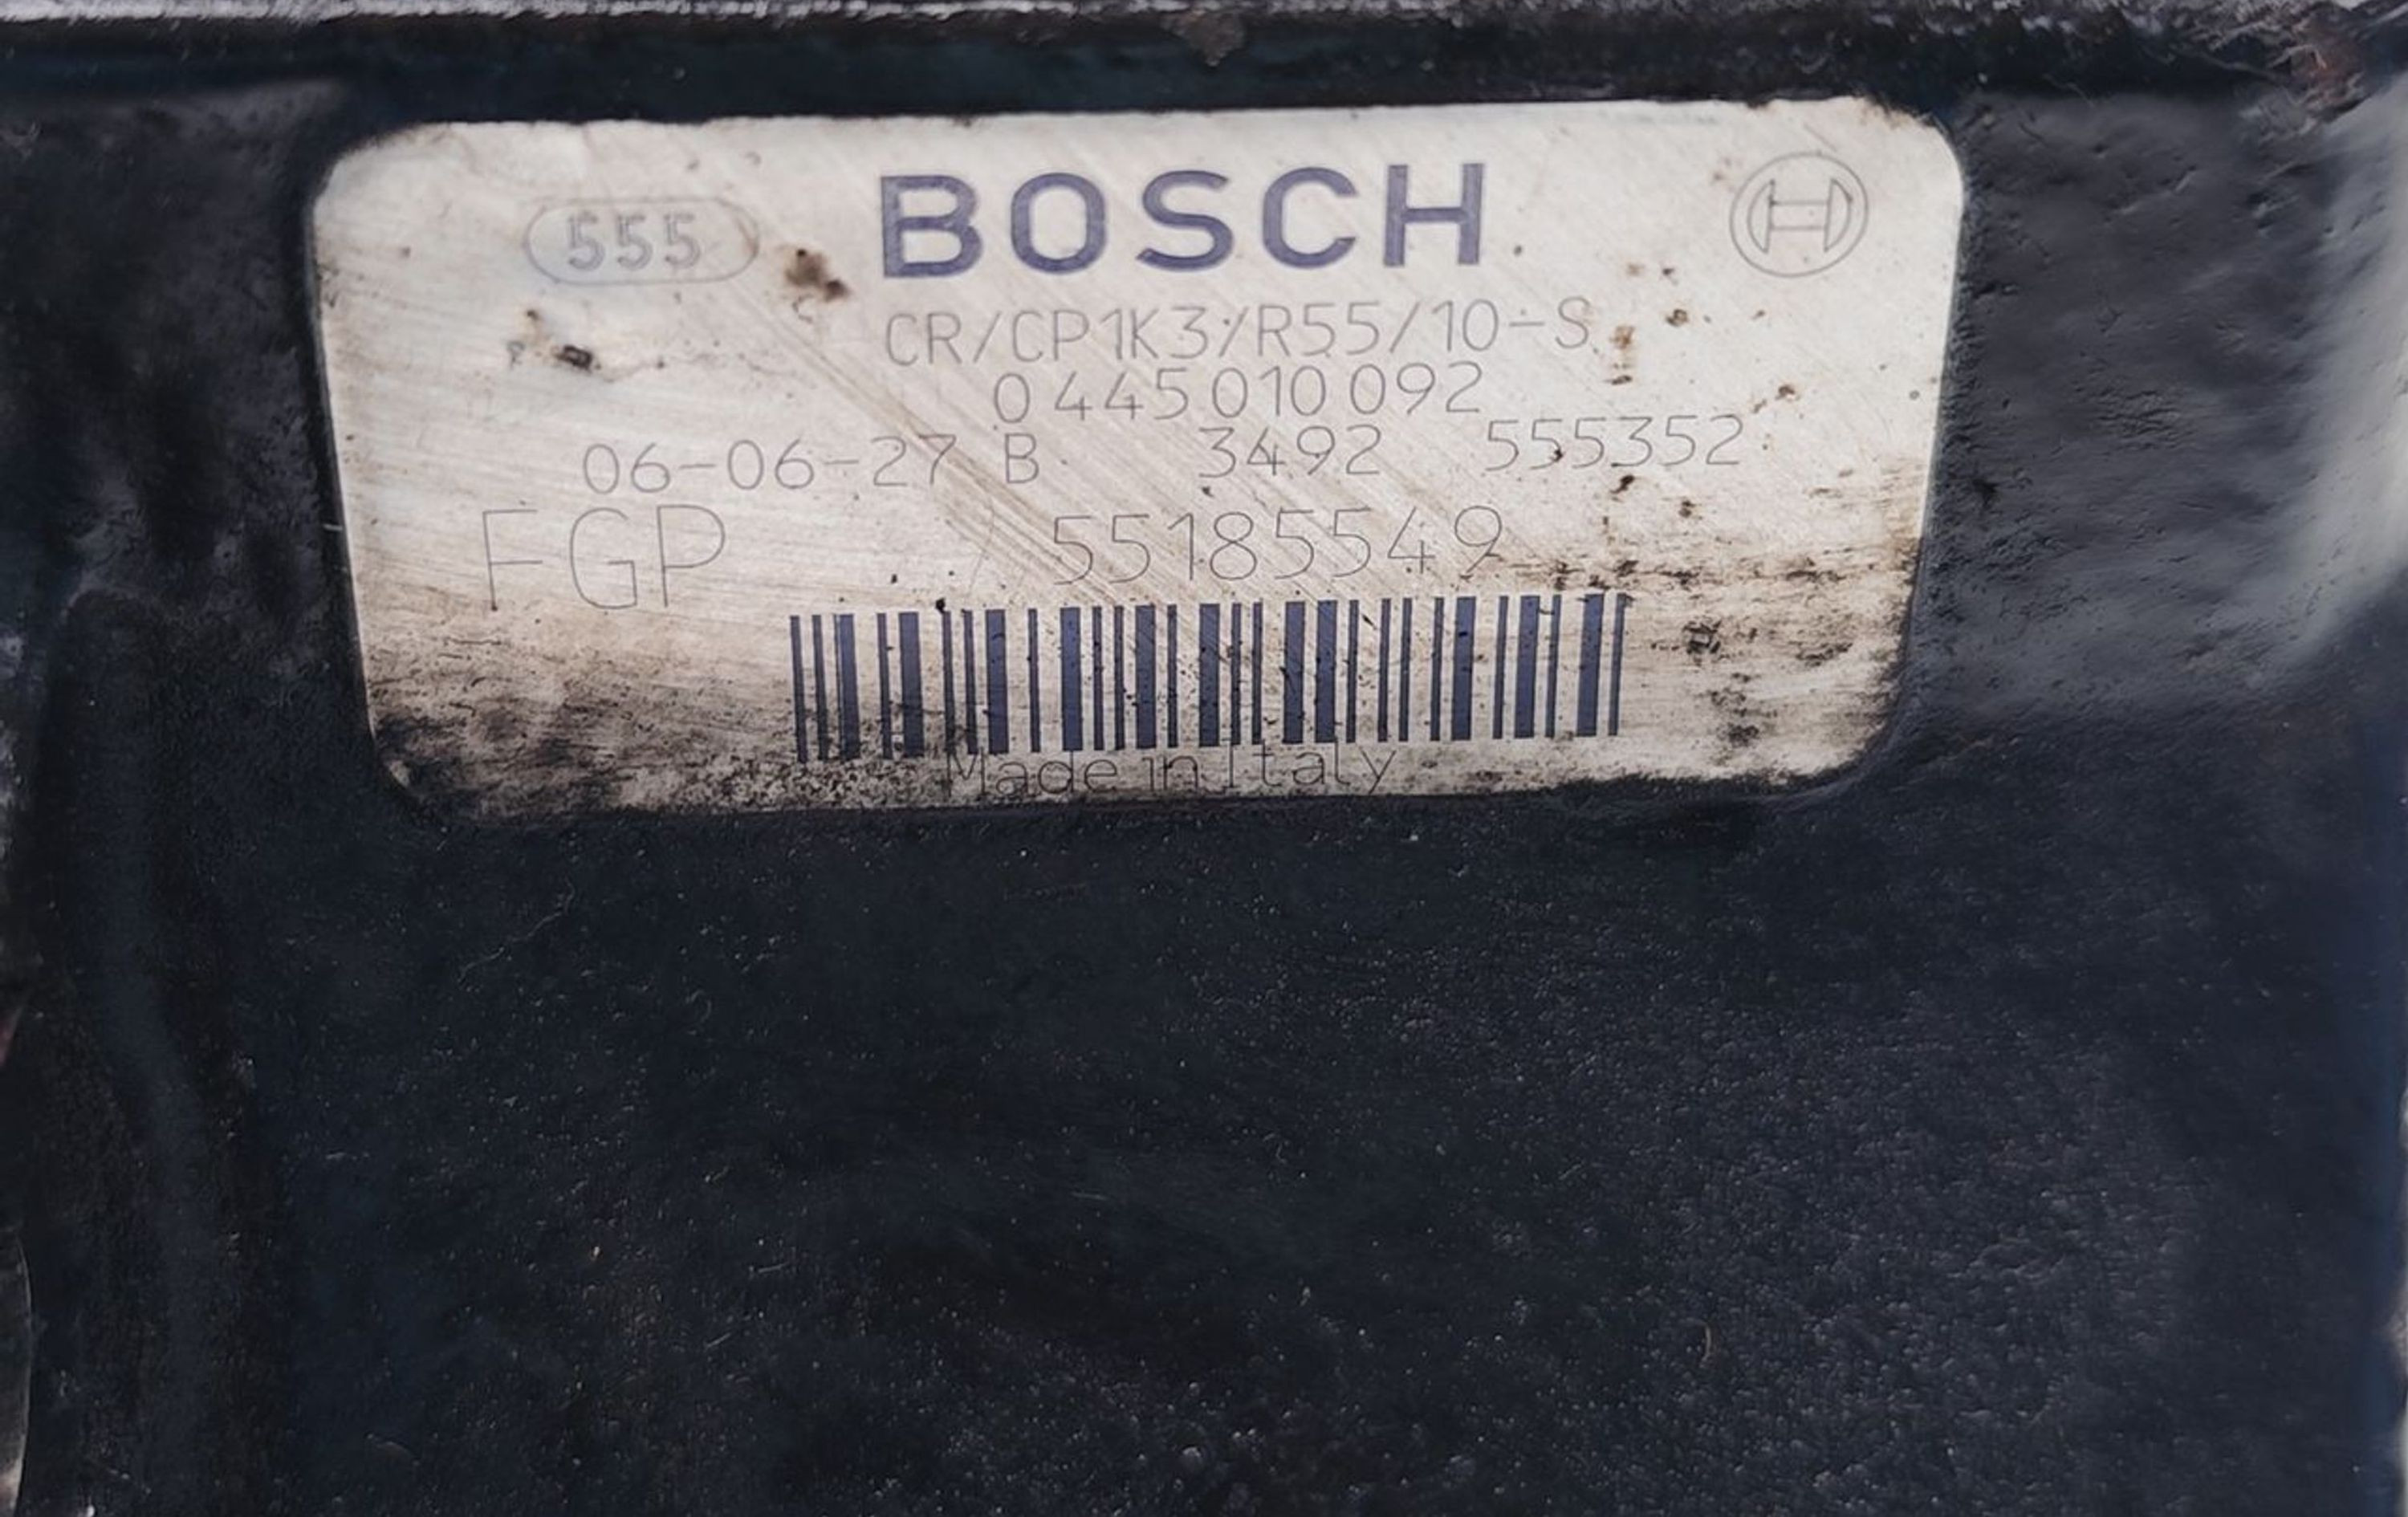 555 BOSCH
CR/CP1K3/R55/10-S
0 445 010 092
06-06-27 B 3492 555352
FGP 55185549
Made in Italy